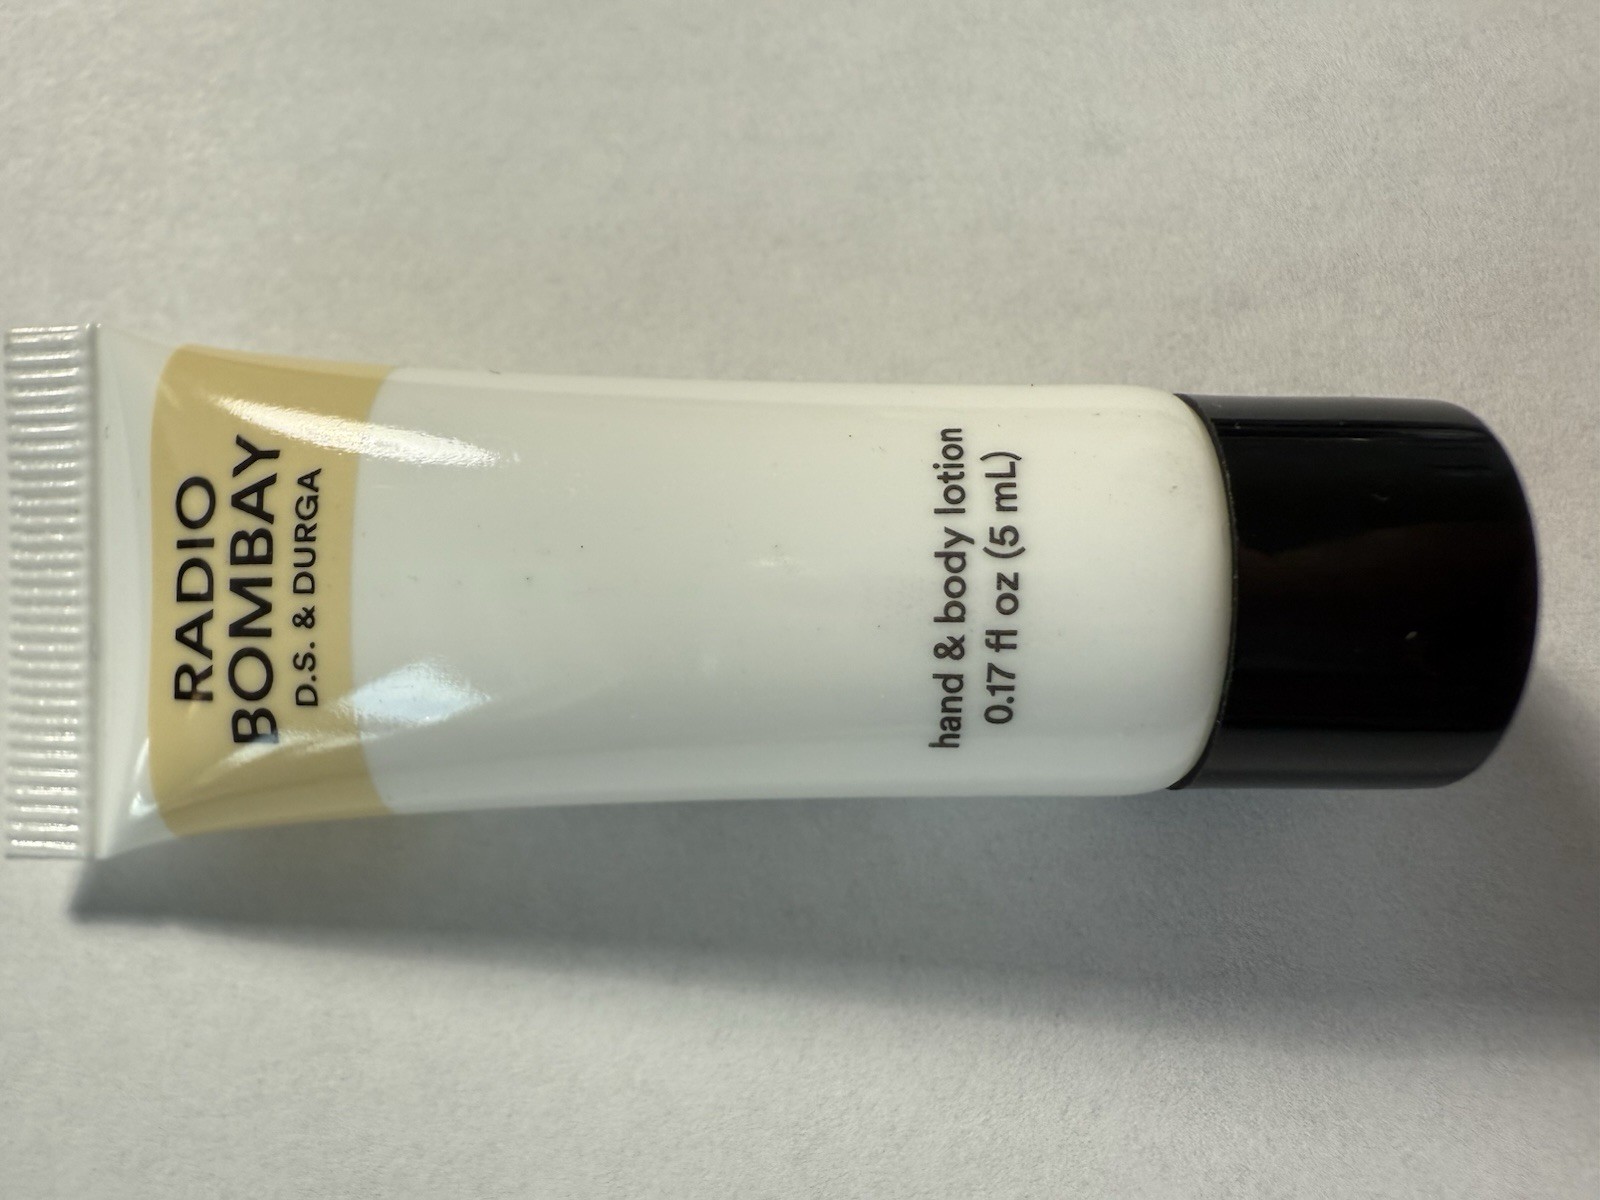 RADIO
BOMBAY
D.S. & DURGA
hand & body lotion
0.17 fl oz (5 mL)